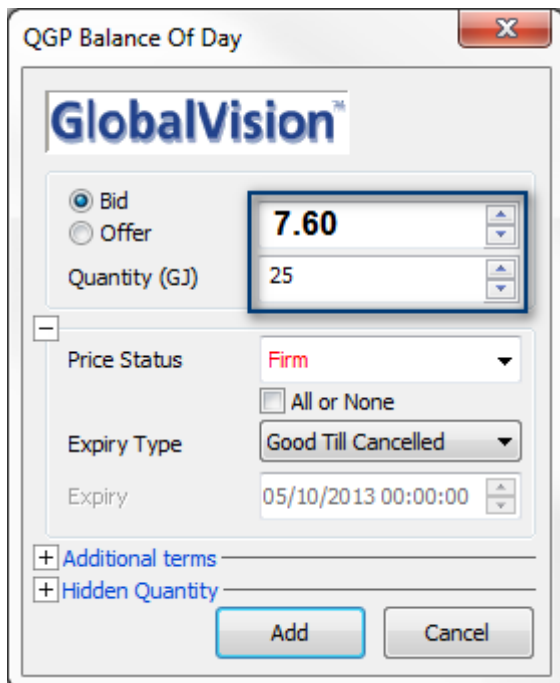 QGP Balance Of Day
GlobalVision™
Bid
7.60
Offer
Quantity (GJ) 25
Price Status Firm
All or None
Expiry Type Good Till Cancelled
Expiry 05/10/2013 00:00:00
Additional terms
Hidden Quantity
Add Cancel